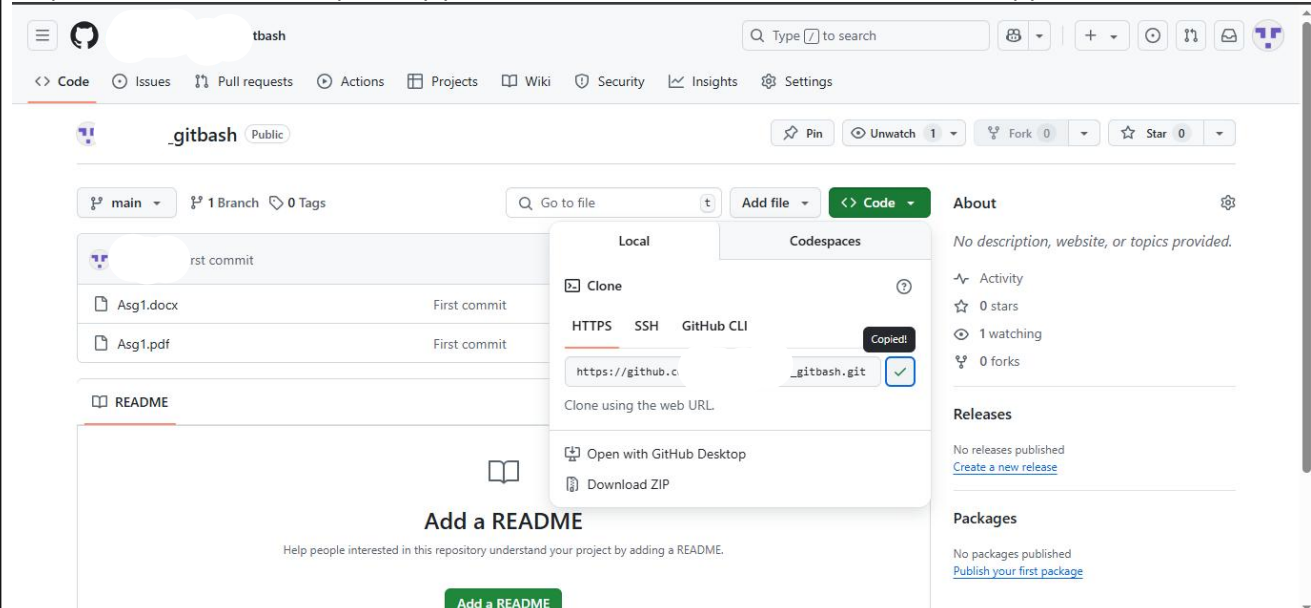 tbash
Type / to search
Code Issues Pull requests Actions Projects Wiki Security Insights Settings
_gitbash Public
Pin Unwatch 1 Fork 0 Star 0
main 1 Branch 0 Tags Go to file t Add file Code
About
No description, website, or topics provided.
Activity
0 stars
1 watching
0 forks
Releases
No releases published
Create a new release
Packages
No packages published
Publish your first package
Local Codespaces
Clone
HTTPS SSH GitHub CLI
Copied!
https://github.c
_gitbash.git
Clone using the web URL.
Open with GitHub Desktop
Download ZIP
rst commit
Asg1.docx First commit
Asg1.pdf First commit
README
Add a README
Help people interested in this repository understand your project by adding a README.
Add a README